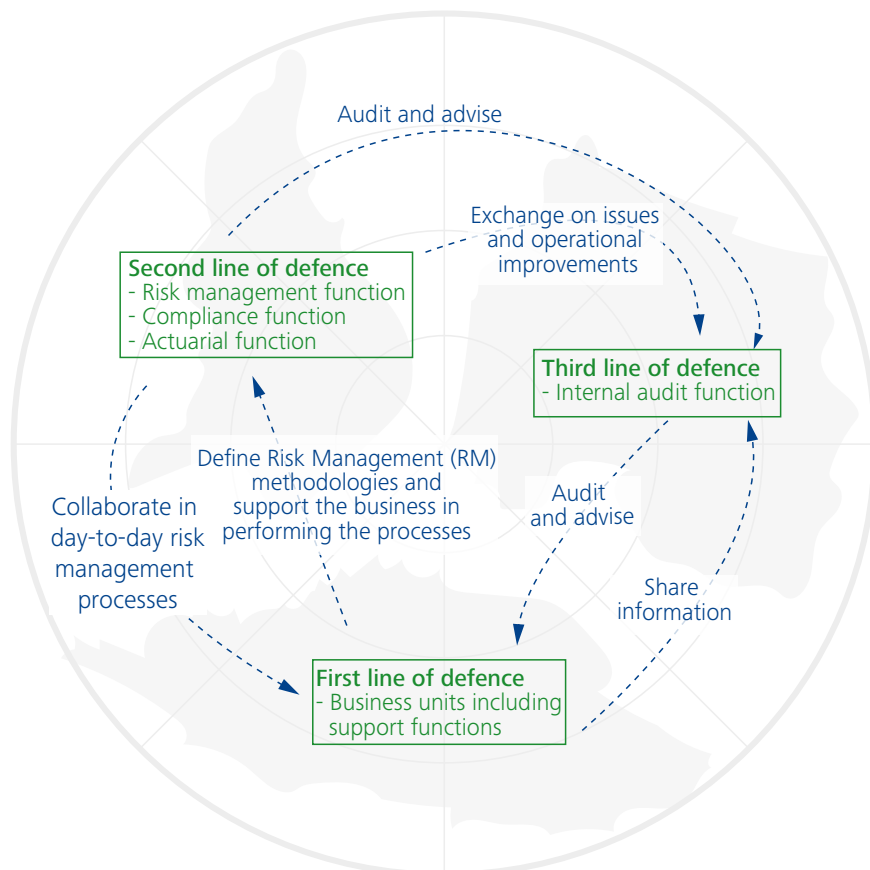 Audit and advise
Exchange on issues
and operational
improvements
Second line of defence
- Risk management function
- Compliance function
- Actuarial function
Third line of defence
- Internal audit function
Define Risk Management (RM)
methodologies and
support the business in
performing the processes
Collaborate in
day-to-day risk
management
processes
Audit
and advise
Share
information
First line of defence
- Business units including
support functions